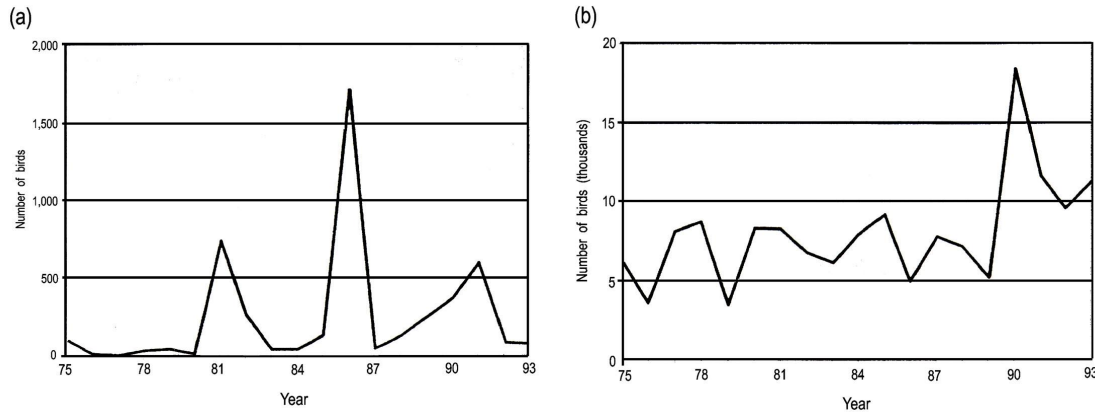 (a)
2,000
1,500
1,000
500
0
Number of birds
75 78 81 84 87 90 93
Year
(b)
20
15
10
5
0
Number of birds (thousands)
75 78 81 84 87 90 93
Year